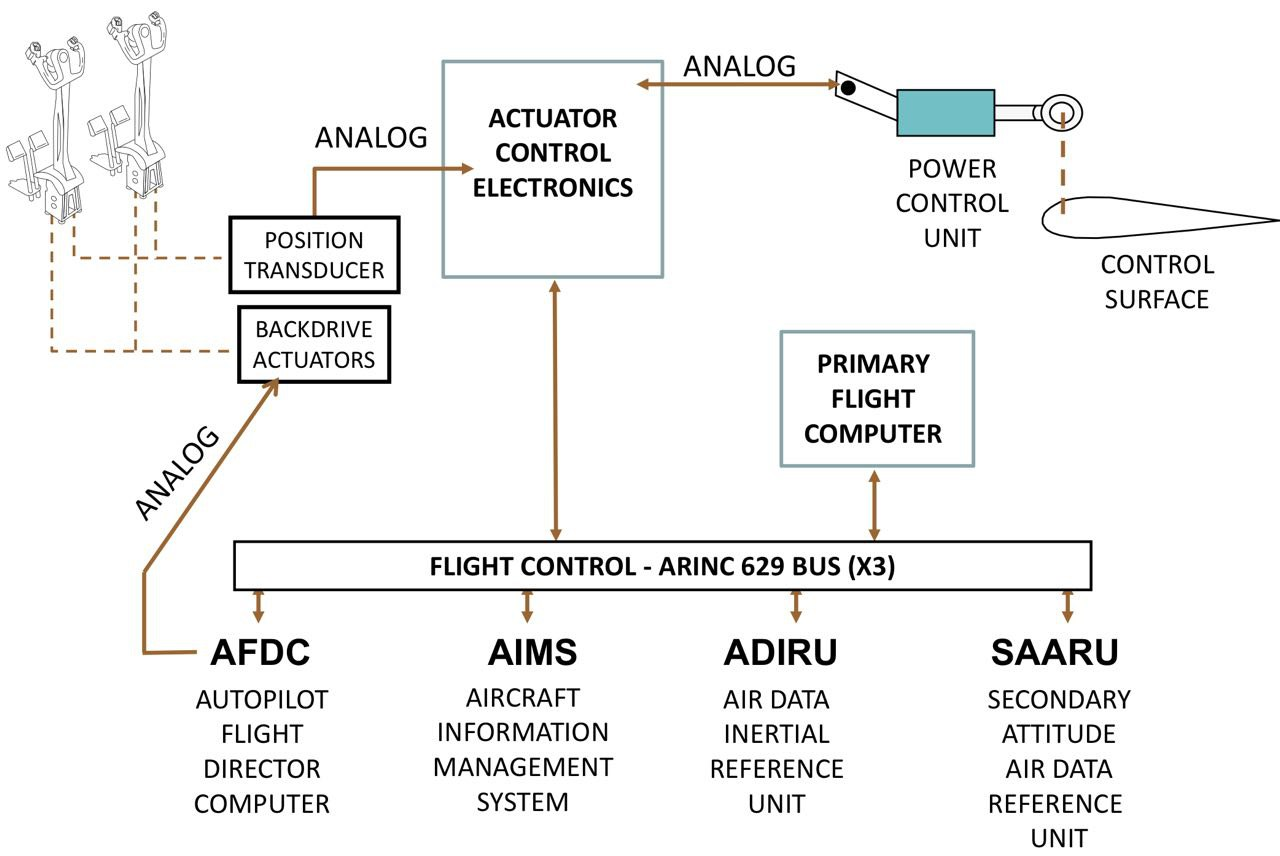 ANALOG
ACTUATOR
CONTROL
ELECTRONICS
ANALOG
POWER
CONTROL
UNIT
CONTROL
SURFACE
POSITION
TRANSDUCER
BACKDRIVE
ACTUATORS
PRIMARY
FLIGHT
COMPUTER
ANALOG
FLIGHT CONTROL - ARINC 629 BUS (X3)
AFDC
AUTOPILOT
FLIGHT
DIRECTOR
COMPUTER
AIMS
AIRCRAFT
INFORMATION
MANAGEMENT
SYSTEM
ADIRU
AIR DATA
INERTIAL
REFERENCE
UNIT
SAARU
SECONDARY
ATTITUDE
AIR DATA
REFERENCE
UNIT